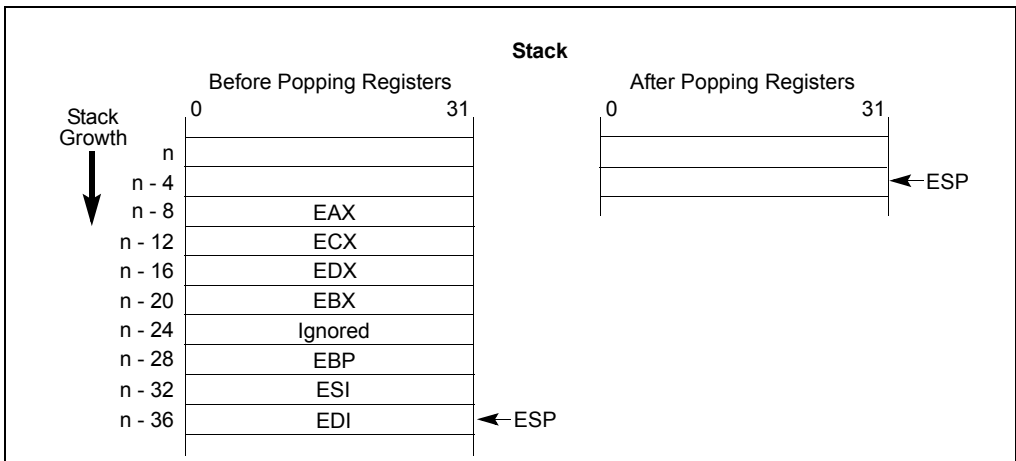 Stack
Before Popping Registers After Popping Registers
0 31 0 31
Stack
Growth
n
n - 4 ESP
n - 8 EAX
n - 12 ECX
n - 16 EDX
n - 20 EBX
n - 24 Ignored
n - 28 EBP
n - 32 ESI
n - 36 EDI ESP